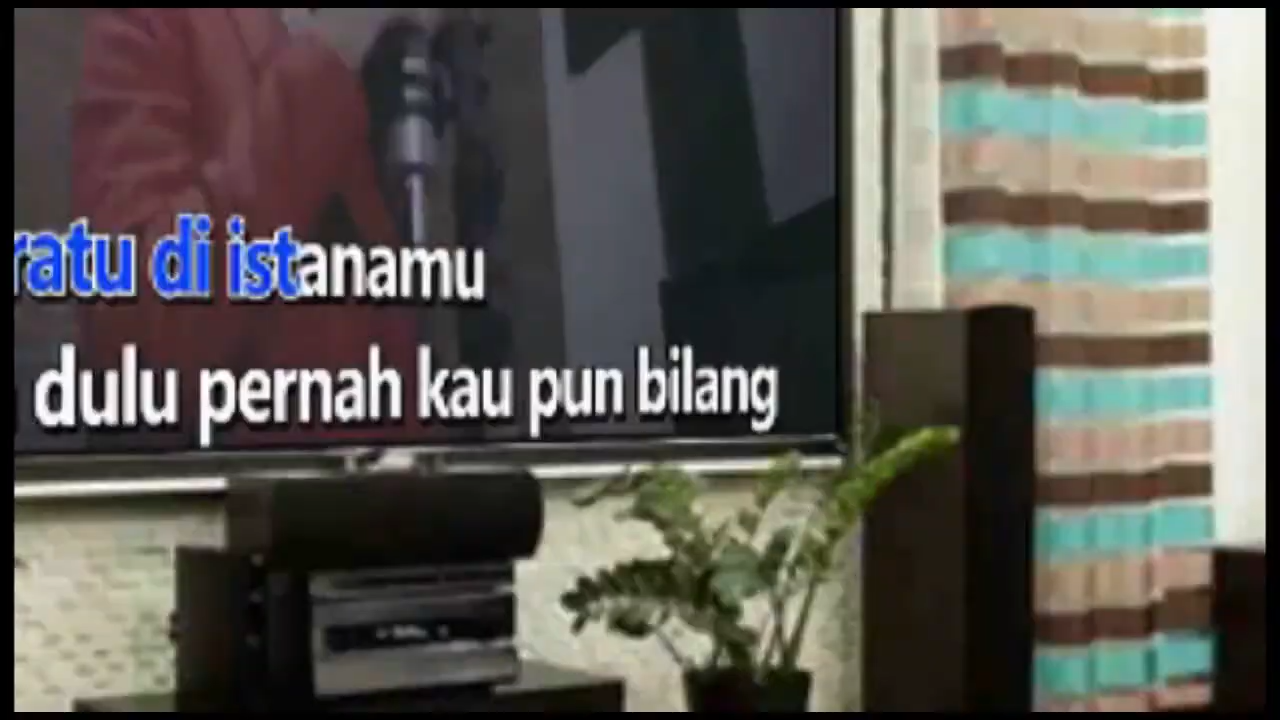 ratu di istanamu
dulu pernah kau pun bilang